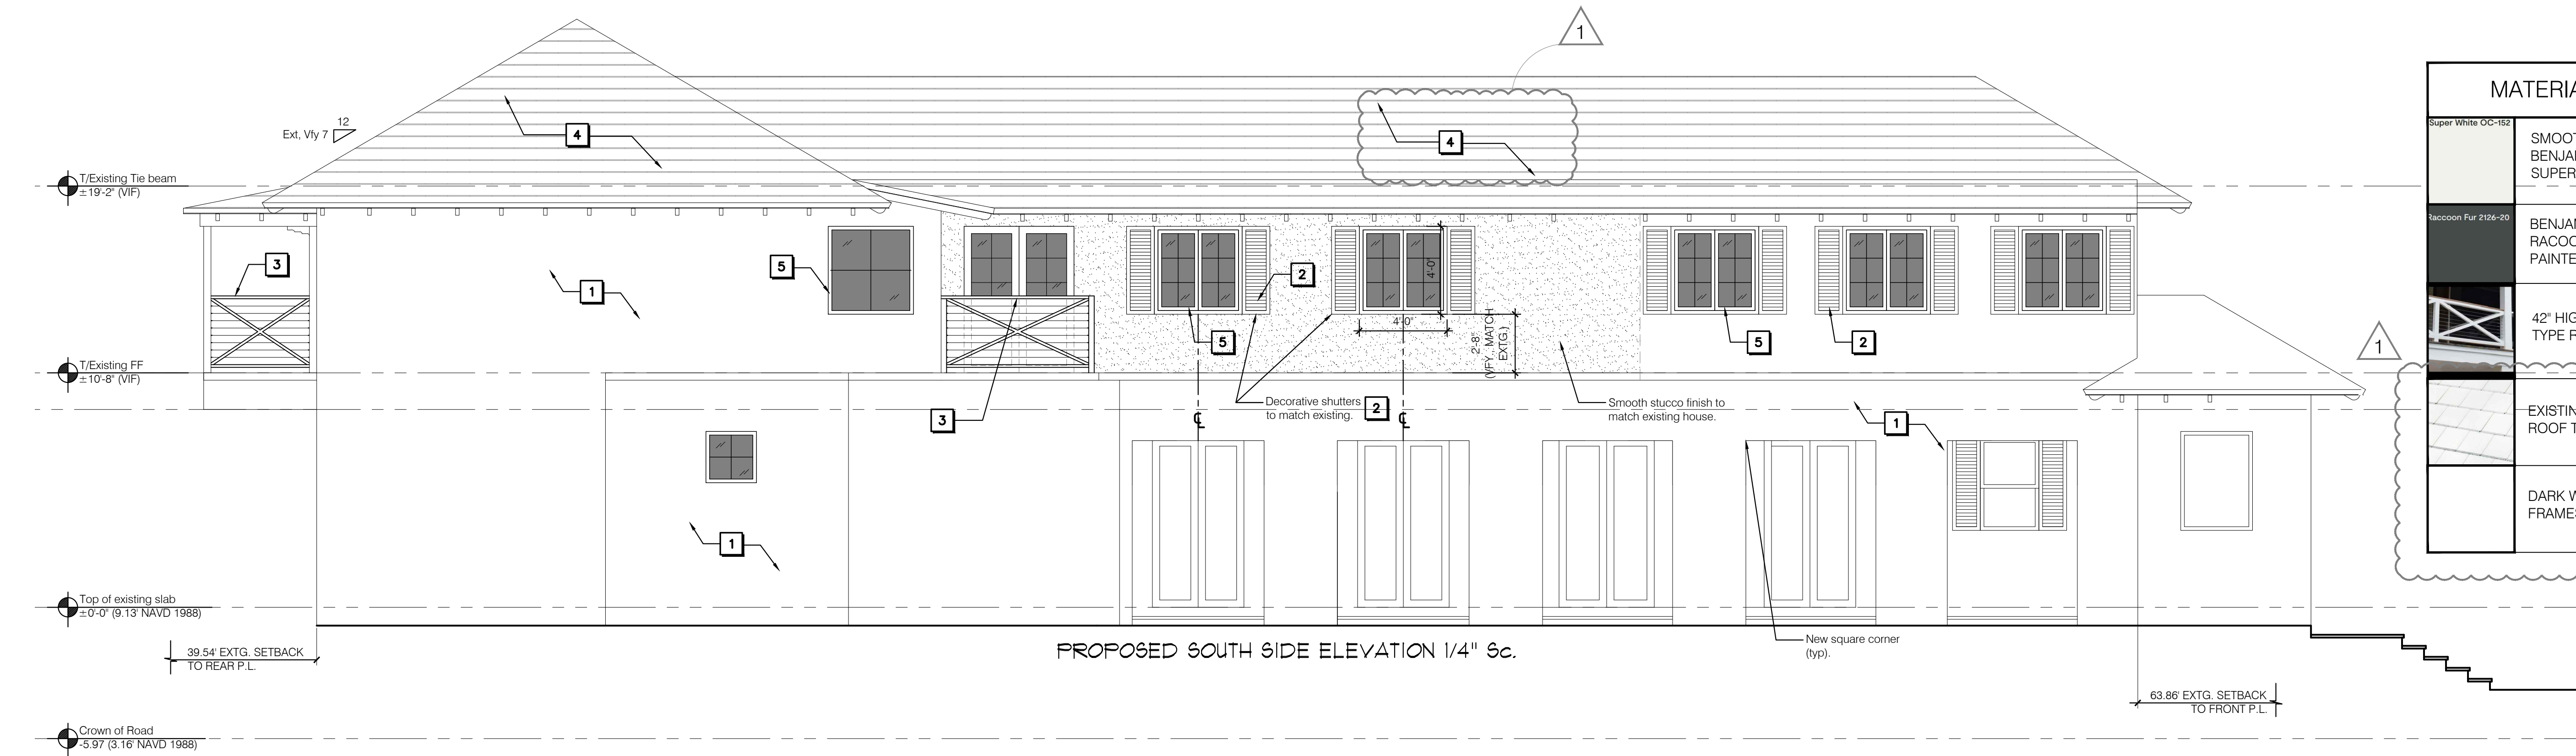 1
12
Ext, Vfy 7
4
4
T/Existing Tie beam
±19'-2" (VIF)
3
1
5
2
4'-0"
4'-0"
5
2'-8"
(VFY. MATCH
EXTG.)
5
2
T/Existing FF
±10'-8" (VIF)
3
Decorative shutters
to match existing.
2
Smooth stucco finish to
match existing house.
1
1
Top of existing slab
±0'-0" (9.13' NAVD 1988)
39.54' EXTG. SETBACK
TO REAR P.L.
PROPOSED SOUTH SIDE ELEVATION 1/4" Sc.
New square corner
(typ).
63.86' EXTG. SETBACK
TO FRONT P.L.
Crown of Road
-5.97 (3.16' NAVD 1988)
MATERIA
Super White OC-152
SMOOT
BENJAM
SUPER
Raccoon Fur 2126-20
BENJAM
RACOO
PAINTE
42" HIG
TYPE R
1
EXISTIN
ROOF T
DARK W
FRAMES